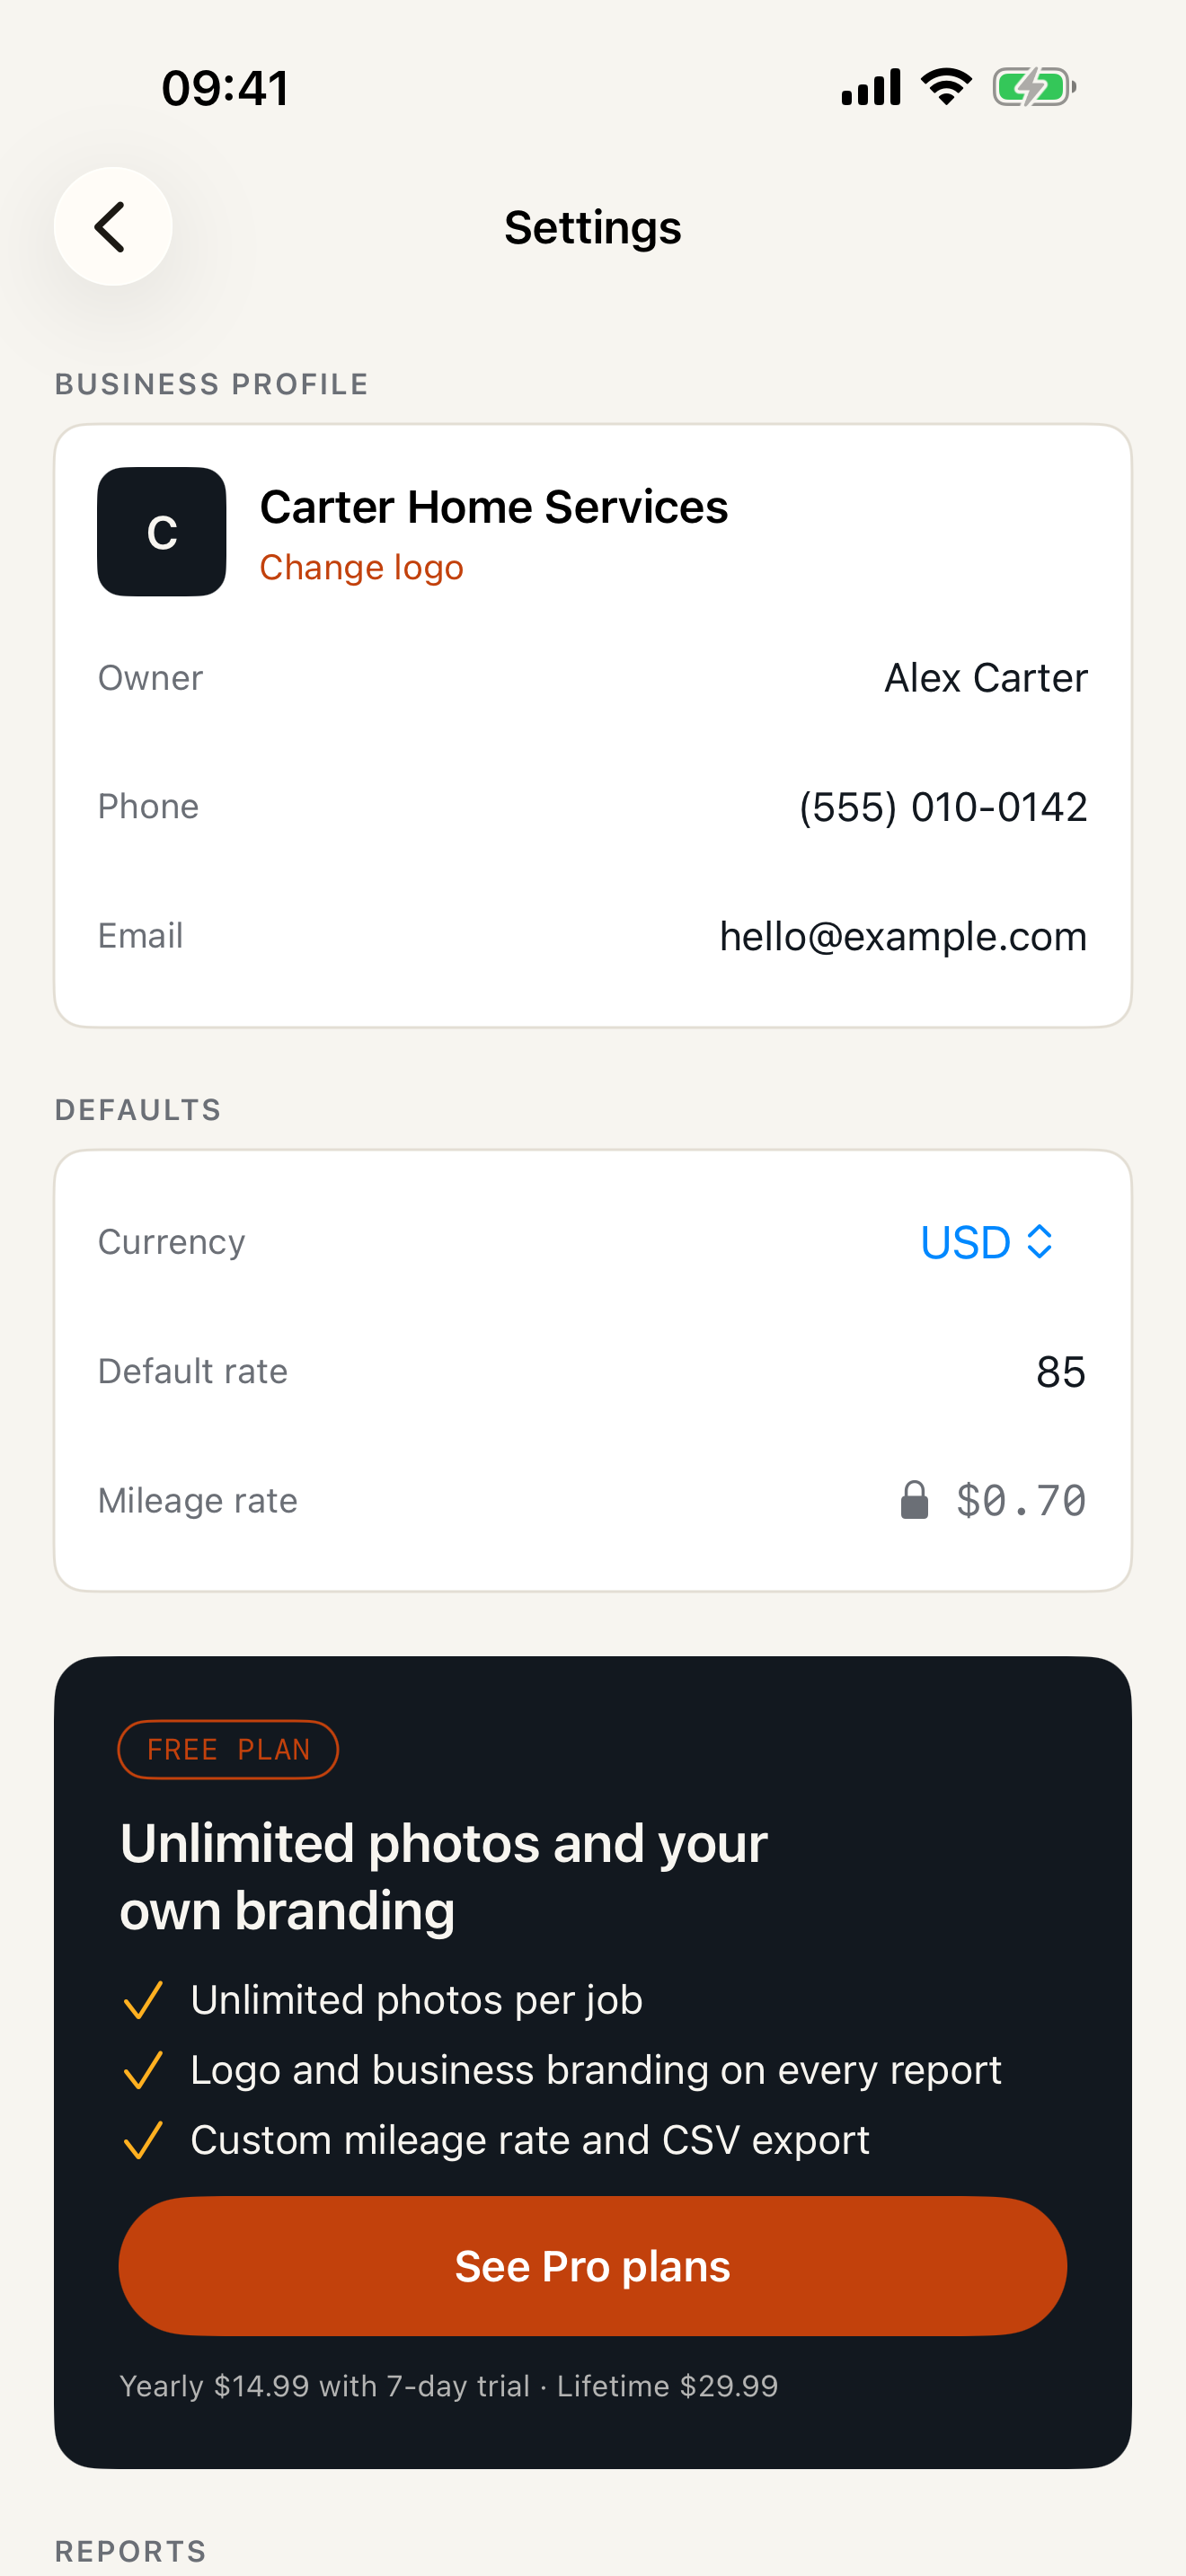 09:41
Settings
BUSINESS PROFILE
C
Carter Home Services
Change logo
Owner
Alex Carter
Phone
(555) 010-0142
Email
hello@example.com
DEFAULTS
Currency
USD
Default rate
85
Mileage rate
$0.70
FREE PLAN
Unlimited photos and your
own branding
Unlimited photos per job
Logo and business branding on every report
Custom mileage rate and CSV export
See Pro plans
Yearly $14.99 with 7-day trial · Lifetime $29.99
REPORTS